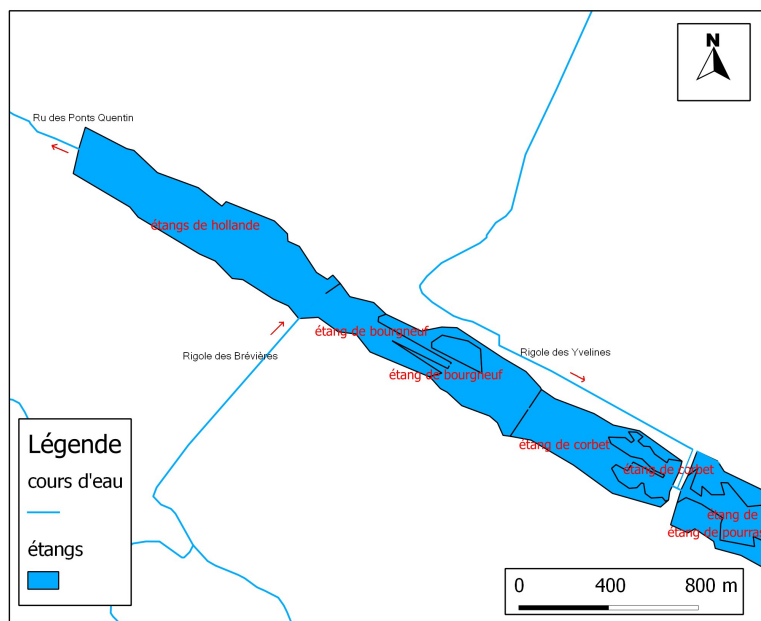 N
Ru des Ponts Quentin
étangs de hollande
étang de bourgneuf
Rigole des Yvelines
Rigole des Brévières
étang de bourgneuf
étang de corbet
étang de corbet
étang de
étang de pourras
Légende
cours d'eau
étangs
0 400 800 m